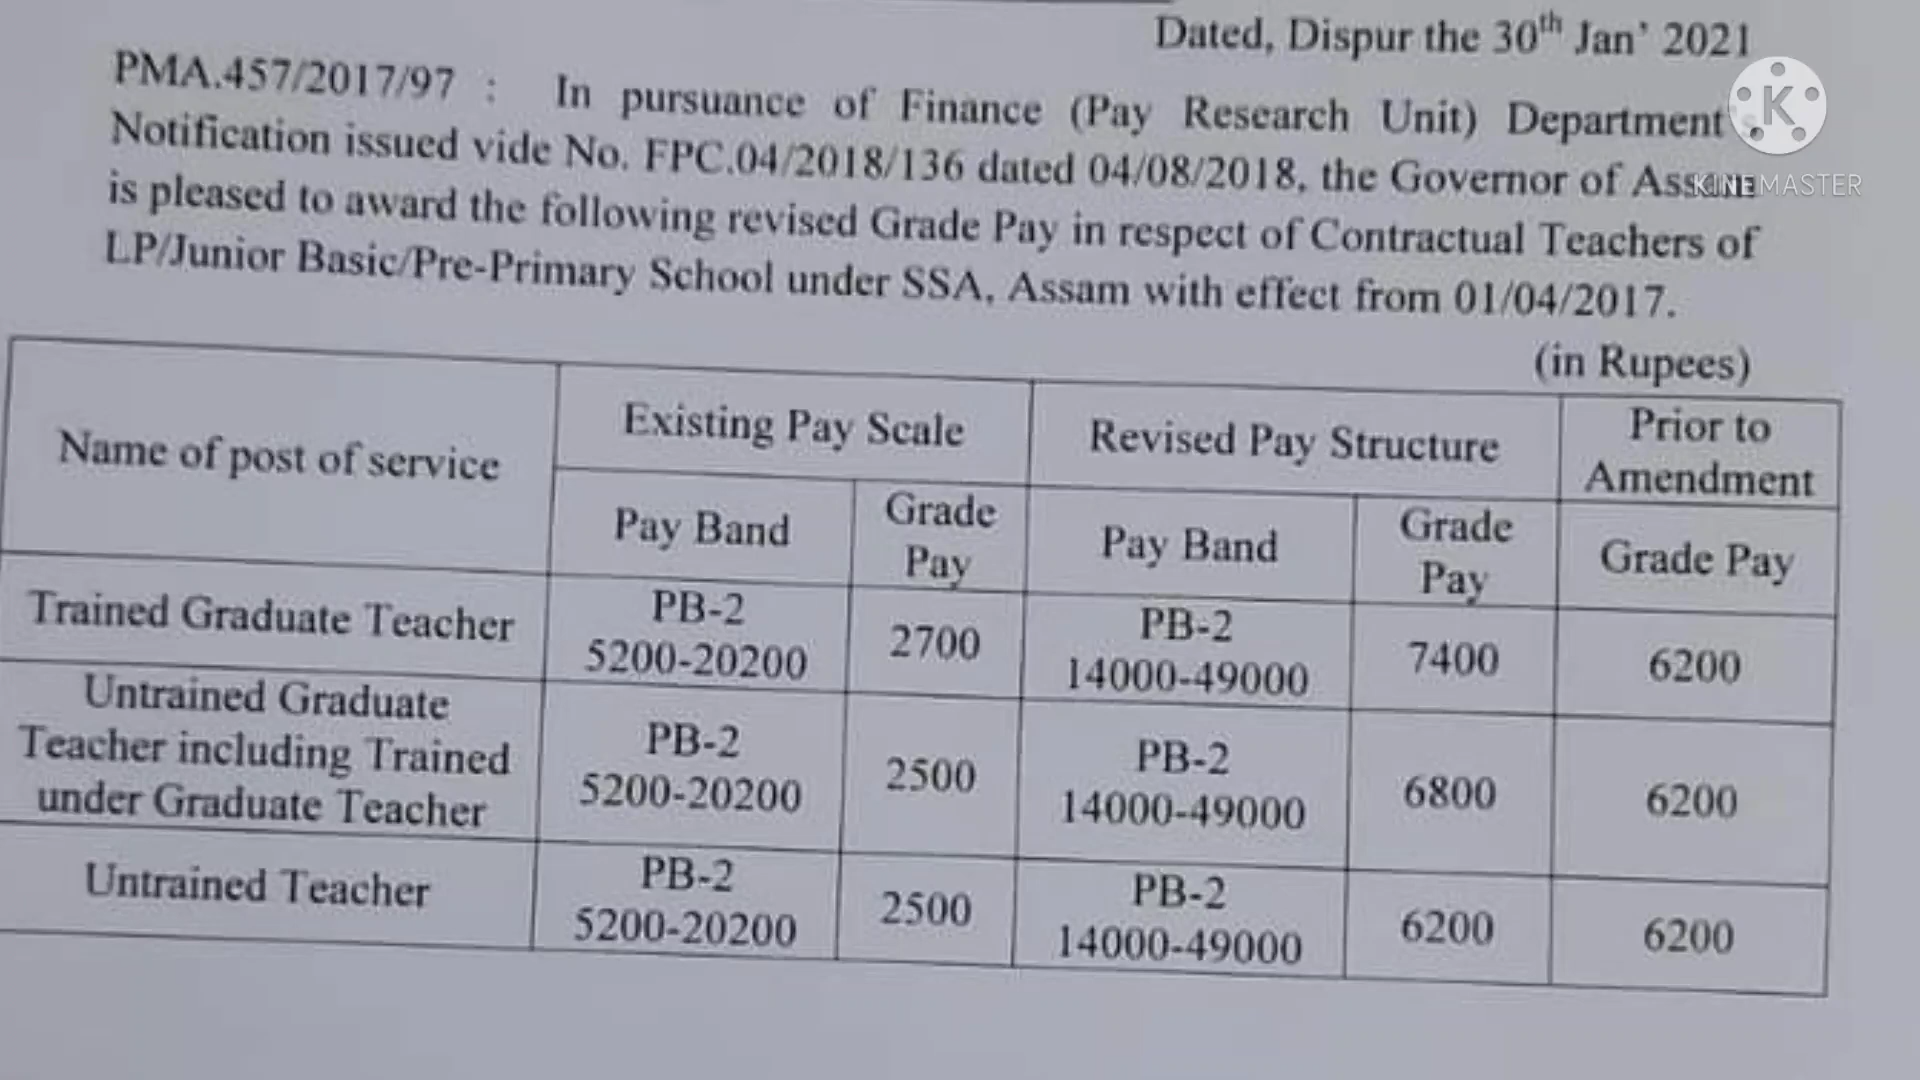 Dated, Dispur the 30th Jan' 2021
PMA.457/2017/97 : In pursuance of Finance (Pay Research Unit) Department
Notification issued vide No. FPC.04/2018/136 dated 04/08/2018, the Governor of Assam
is pleased to award the following revised Grade Pay in respect of Contractual Teachers of
LP/Junior Basic/Pre-Primary School under SSA, Assam with effect from 01/04/2017.
K
KINEMASTER
(in Rupees)
Name of post of service
Existing Pay Scale
Revised Pay Structure
Prior to
Amendment
Pay Band
Grade
Pay
Pay Band
Grade
Pay
Grade Pay
Trained Graduate Teacher
PB-2
5200-20200
2700
PB-2
14000-49000
7400
6200
Untrained Graduate
Teacher including Trained
under Graduate Teacher
PB-2
5200-20200
2500
PB-2
14000-49000
6800
6200
Untrained Teacher
PB-2
5200-20200
2500
PB-2
14000-49000
6200
6200